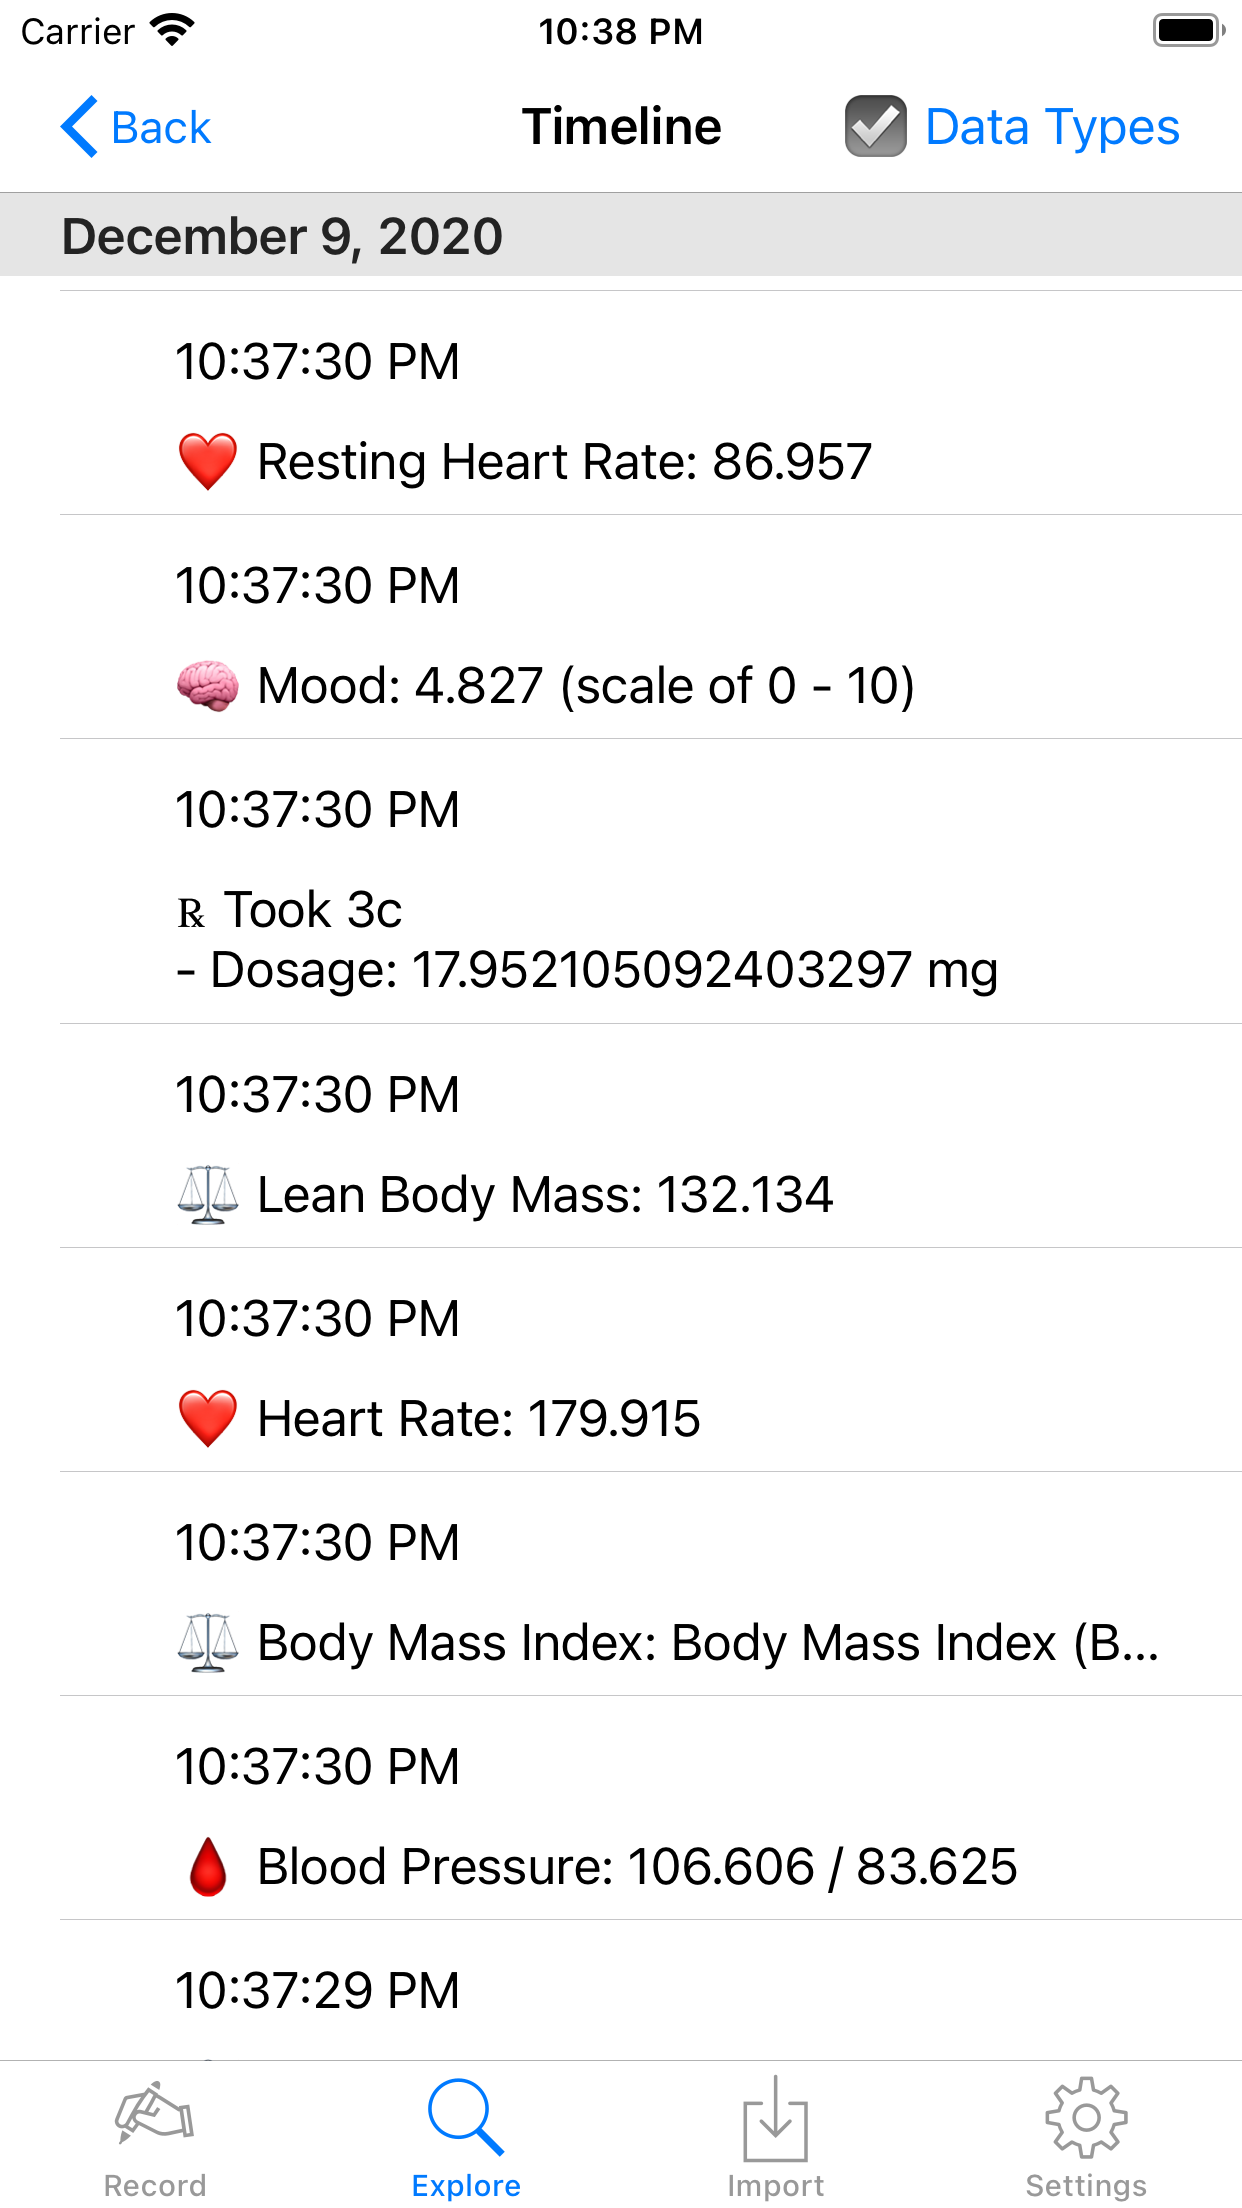 Carrier 10:38 PM
Back Timeline Data Types
December 9, 2020
10:37:30 PM
Resting Heart Rate: 86.957
10:37:30 PM
Mood: 4.827 (scale of 0 - 10)
10:37:30 PM
℞ Took 3c
- Dosage: 17.952105092403297 mg
10:37:30 PM
Lean Body Mass: 132.134
10:37:30 PM
Heart Rate: 179.915
10:37:30 PM
Body Mass Index: Body Mass Index (B...
10:37:30 PM
Blood Pressure: 106.606 / 83.625
10:37:29 PM
Record Explore Import Settings